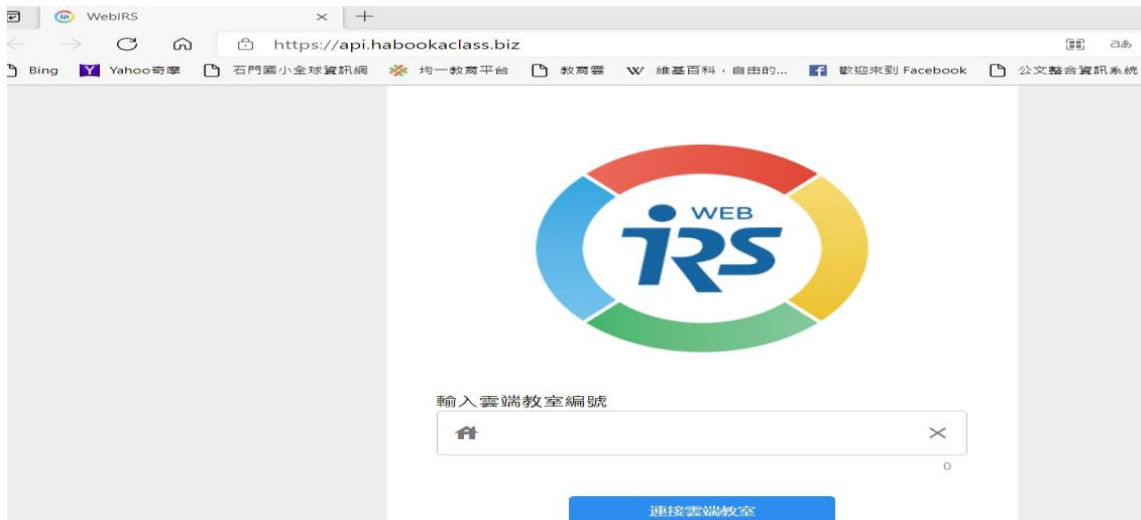 WebIRS
https://api.habookaclass.biz
aあ
Bing Yahoo奇摩 石門國小全球資訊網 均一教育平台 教育雲 維基百科，自由的... 歡迎來到 Facebook 公文整合資訊系統
WEB
iRS
輸入雲端教室編號
0
連接雲端教室